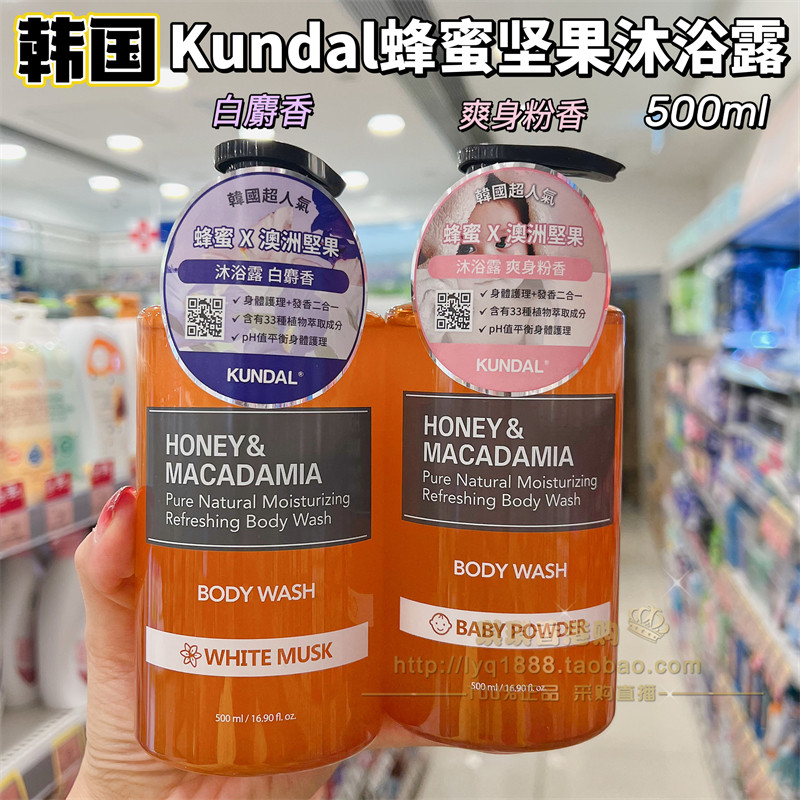 韩国 Kundal蜂蜜坚果沐浴露
白麝香 爽身粉香 500ml
韓國超人氣
蜂蜜 X 澳洲堅果
沐浴露 白麝香
✓ 身體護理+發香二合一
✓ 含有33種植物萃取成分
✓ pH值平衡身體護理
KUNDAL®
HONEY &
MACADAMIA
Pure Natural Moisturizing
Refreshing Body Wash
BODY WASH
WHITE MUSK
500 ml / 16.90 fl. oz.
韓國超人氣
蜂蜜 X 澳洲堅果
沐浴露 爽身粉香
✓ 身體護理+發香二合一
✓ 含有33種植物萃取成分
✓ pH值平衡身體護理
KUNDAL®
HONEY &
MACADAMIA
Pure Natural Moisturizing
Refreshing Body Wash
BODY WASH
BABY POWDER
500 ml / 16.90 fl. oz.
http://lyq1888.taobao.com
100%正品 采购直播